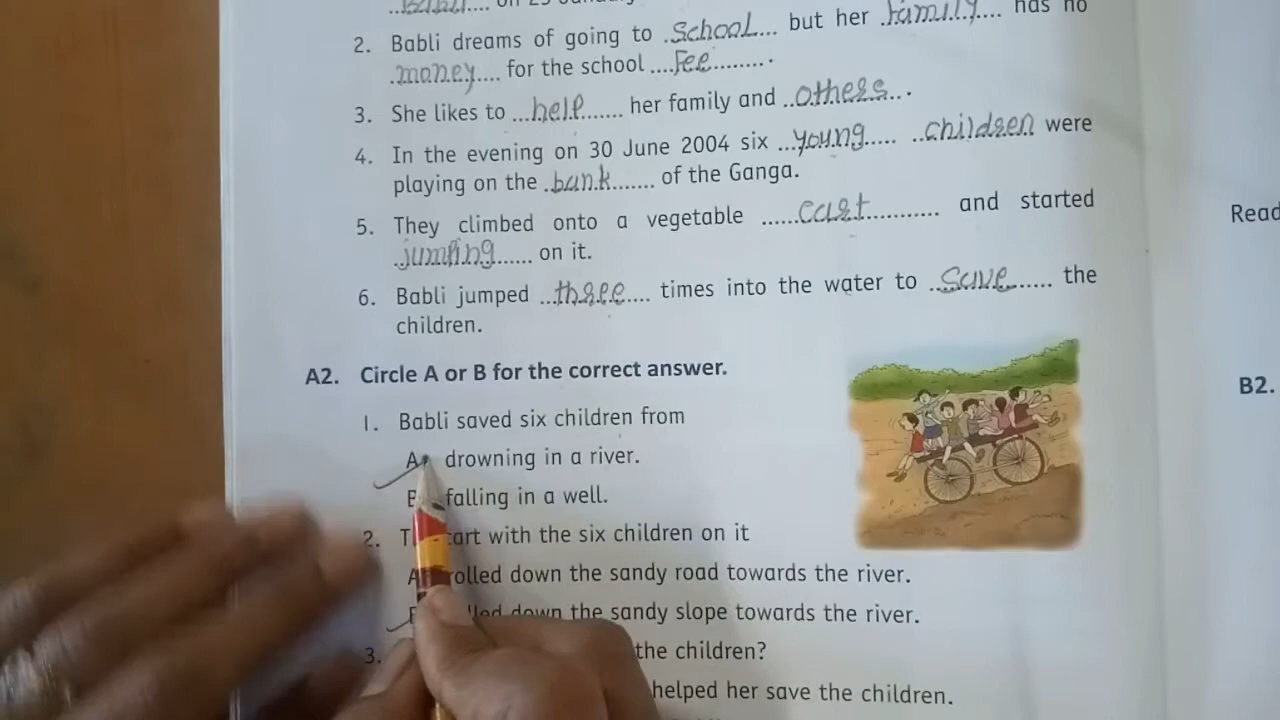 2. Babli dreams of going to school but her family has no
money for the school Fee.
3. She likes to help her family and others.
4. In the evening on 30 June 2004 six young children were
playing on the bank of the Ganga.
5. They climbed onto a vegetable cart and started
jumping on it.
6. Babli jumped three times into the water to save the
children.
A2. Circle A or B for the correct answer.
1. Babli saved six children from
A drowning in a river.
B falling in a well.
2. cart with the six children on it
A rolled down the sandy road towards the river.
down the sandy slope towards the river.
3. the children?
helped her save the children.
Read
B2.